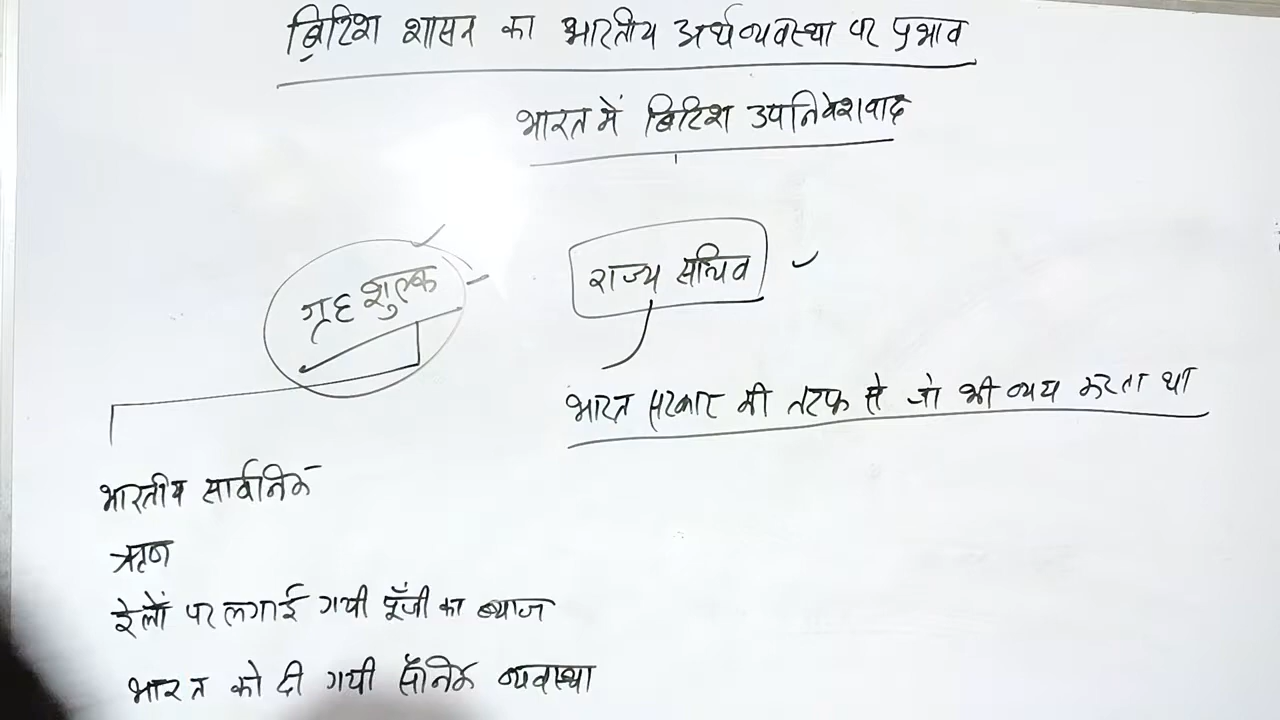 ब्रिटिश शासन का भारतीय अर्थव्यवस्था पर प्रभाव
भारत में ब्रिटिश उपनिवेशवाद
गृह शुल्क
राज्य सचिव
भारत सरकार की तरफ से जो भी व्यय करता था
भारतीय सार्वनिक
ऋण
रेलों पर लगाई गयी पूँजी का ब्याज
भारत को दी गयी सैनिक व्यवस्था